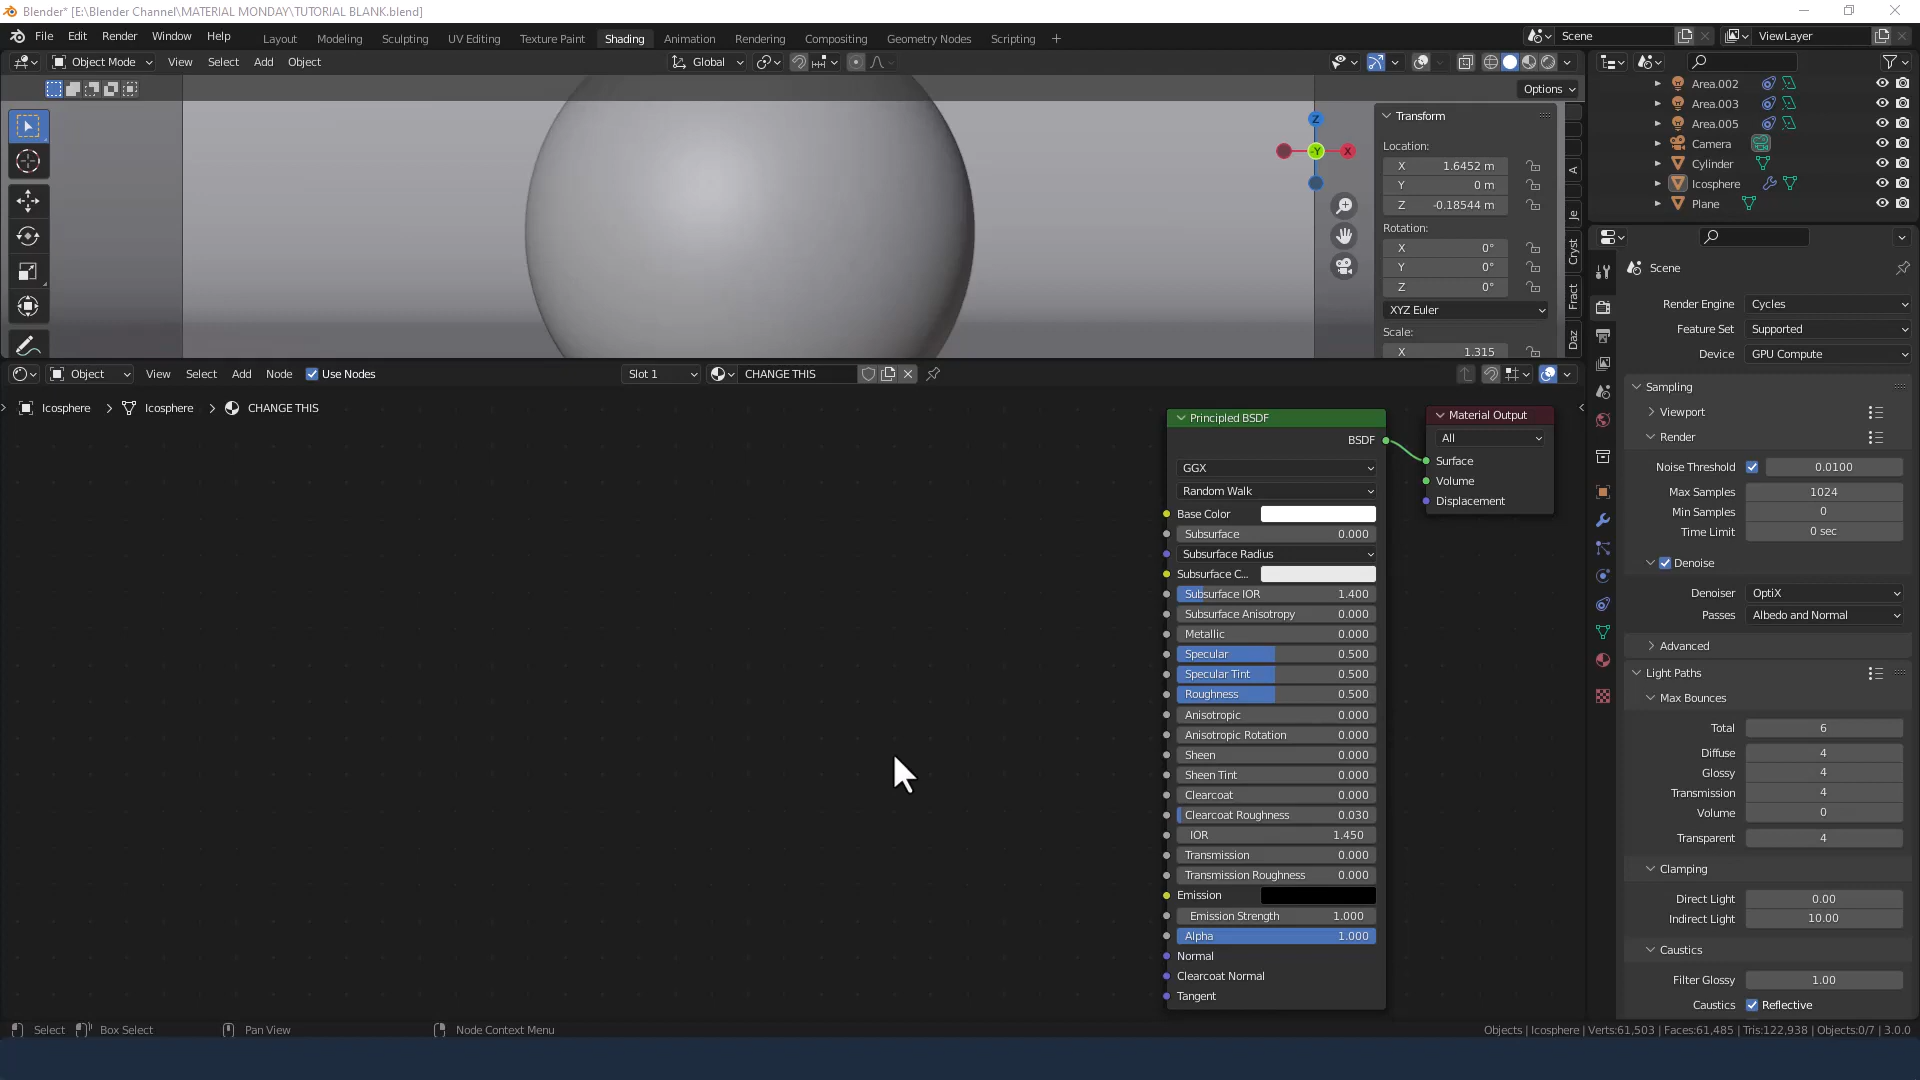 Blender* [E:\Blender Channel\MATERIAL MONDAY\TUTORIAL BLANK.blend]
File Edit Render Window Help Layout Modeling Sculpting UV Editing Texture Paint Shading Animation Rendering Compositing Geometry Nodes Scripting + Scene ViewLayer
Object Mode View Select Add Object Global
Options
Area.002
Area.003
Area.005
Camera
Cylinder
Icosphere
Plane
Z
-Y
X
Transform
Location:
X 1.6452 m
Y 0 m
Z -0.18544 m
Rotation:
X 0°
Y 0°
Z 0°
XYZ Euler
Scale:
X 1.315
A
Je
Cryst
Fract
Daz
Object View Select Add Node Use Nodes Slot 1 CHANGE THIS
Icosphere > Icosphere > CHANGE THIS
Principled BSDF
BSDF
GGX
Random Walk
Base Color
Subsurface 0.000
Subsurface Radius
Subsurface C...
Subsurface IOR 1.400
Subsurface Anisotropy 0.000
Metallic 0.000
Specular 0.500
Specular Tint 0.500
Roughness 0.500
Anisotropic 0.000
Anisotropic Rotation 0.000
Sheen 0.000
Sheen Tint 0.000
Clearcoat 0.000
Clearcoat Roughness 0.030
IOR 1.450
Transmission 0.000
Transmission Roughness 0.000
Emission
Emission Strength 1.000
Alpha 1.000
Normal
Clearcoat Normal
Tangent
Material Output
All
Surface
Volume
Displacement
Scene
Render Engine Cycles
Feature Set Supported
Device GPU Compute
Sampling
Viewport
Render
Noise Threshold 0.0100
Max Samples 1024
Min Samples 0
Time Limit 0 sec
Denoise
Denoiser OptiX
Passes Albedo and Normal
Advanced
Light Paths
Max Bounces
Total 6
Diffuse 4
Glossy 4
Transmission 4
Volume 0
Transparent 4
Clamping
Direct Light 0.00
Indirect Light 10.00
Caustics
Filter Glossy 1.00
Caustics Reflective
Select Box Select Pan View Node Context Menu Objects | Icosphere | Verts:61,503 | Faces:61,485 | Tris:122,938 | Objects:0/7 | 3.0.0